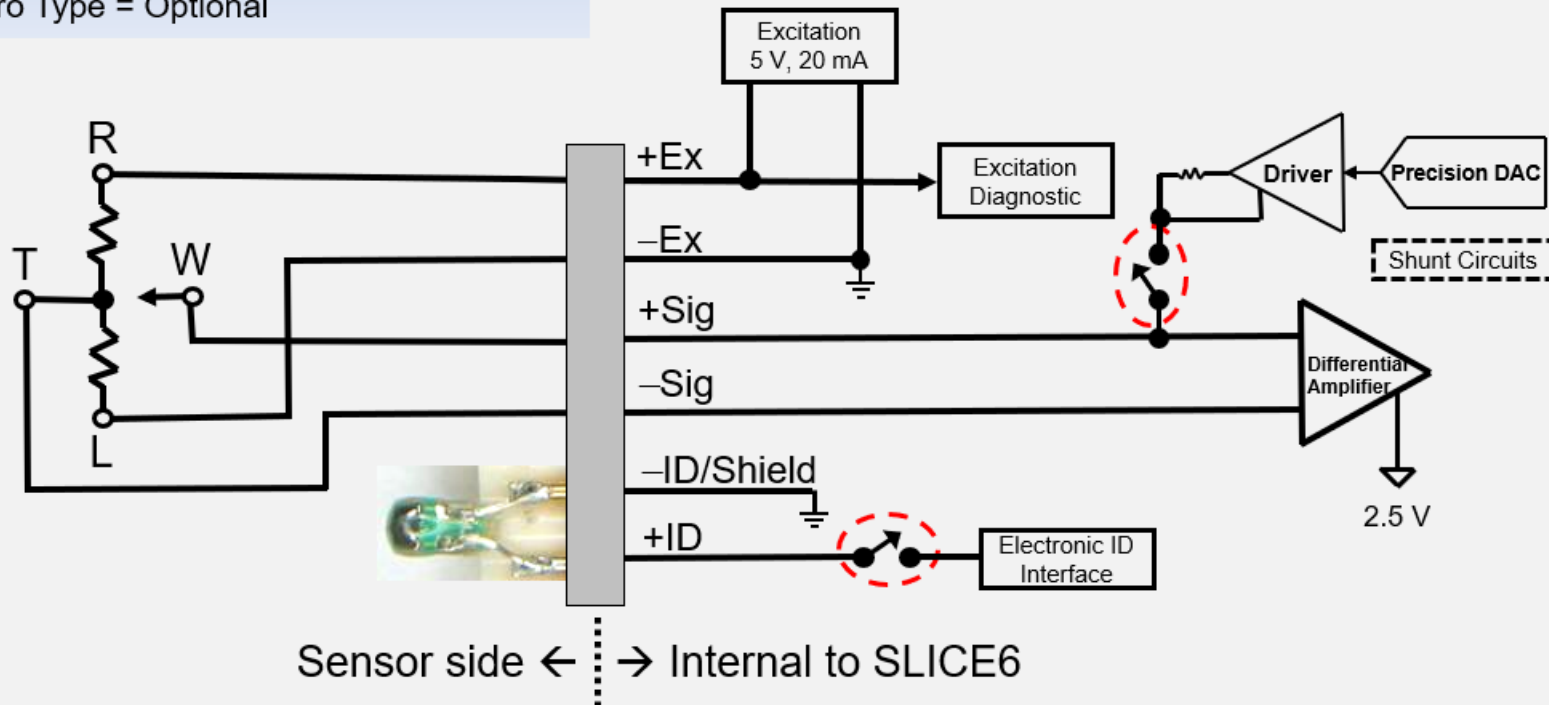 ro Type = Optional
Excitation
5 V, 20 mA
R
+Ex
Excitation
Diagnostic
Driver
Precision DAC
T
W
–Ex
Shunt Circuits
+Sig
Differential
Amplifier
–Sig
L
–ID/Shield
2.5 V
+ID
Electronic ID
Interface
Sensor side ← → Internal to SLICE6